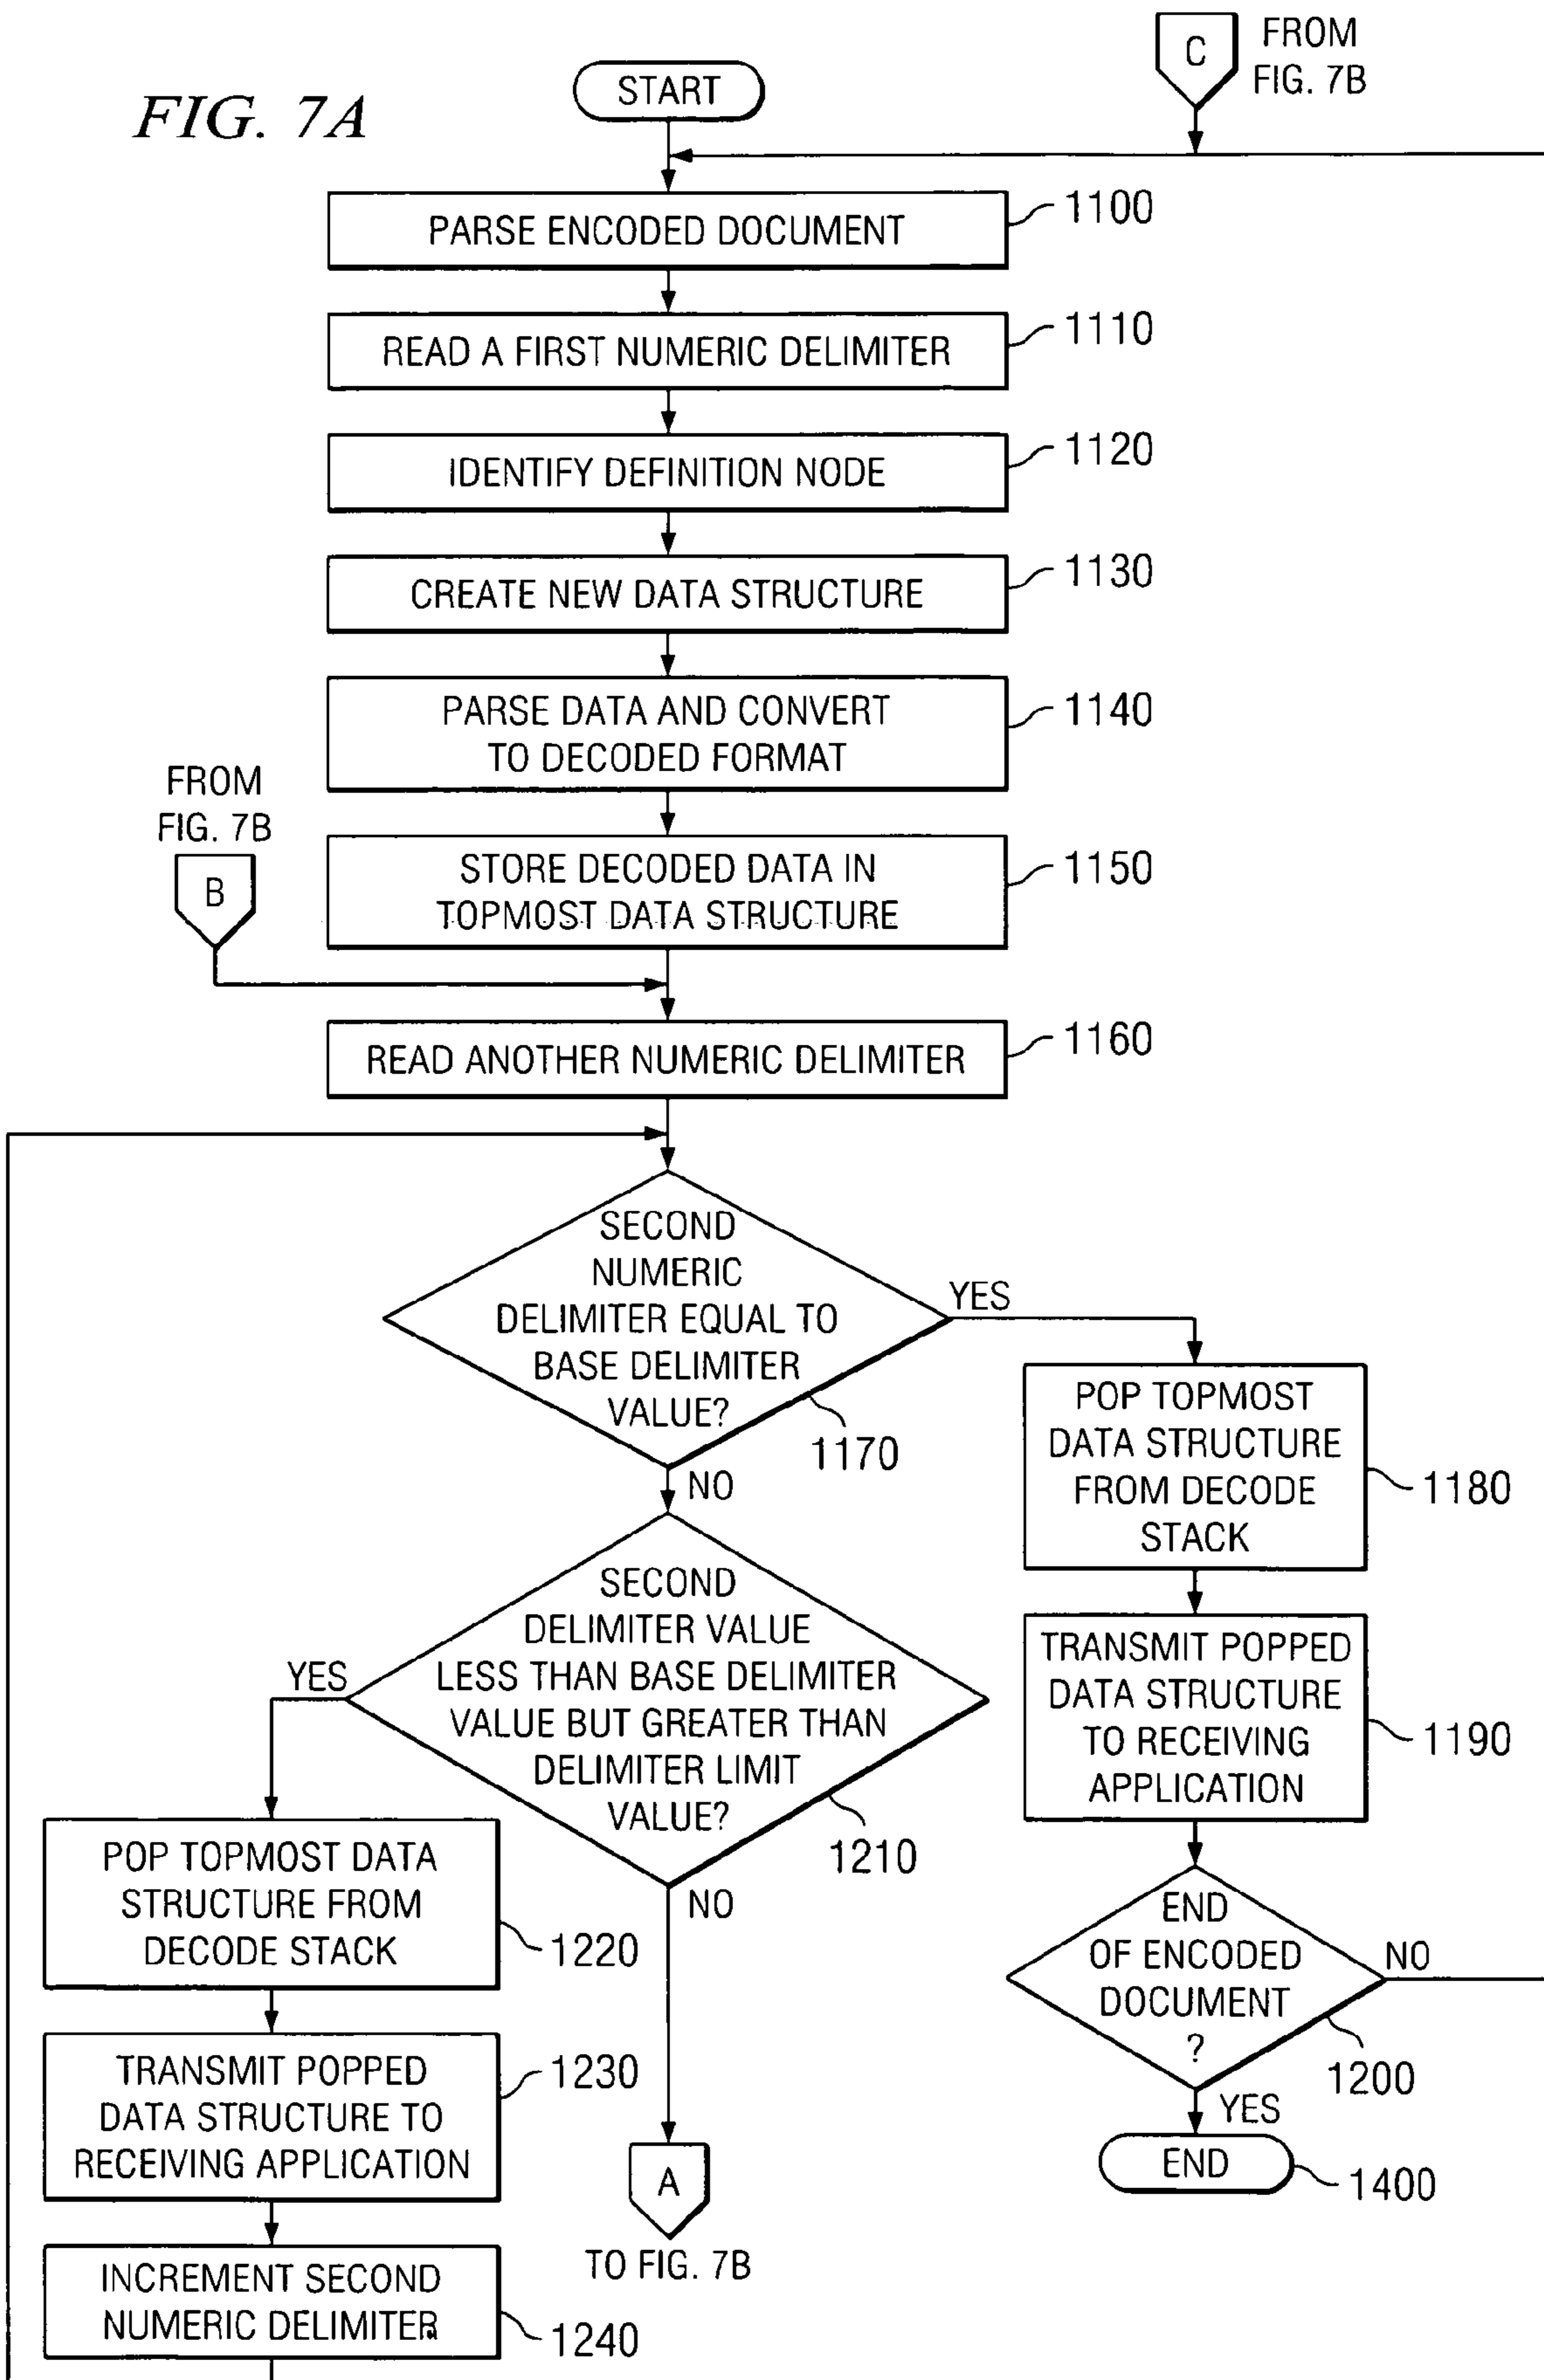 FIG. 7A
START
C
FROM
FIG. 7B
PARSE ENCODED DOCUMENT
1100
READ A FIRST NUMERIC DELIMITER
1110
IDENTIFY DEFINITION NODE
1120
CREATE NEW DATA STRUCTURE
1130
PARSE DATA AND CONVERT
TO DECODED FORMAT
1140
FROM
FIG. 7B
B
STORE DECODED DATA IN
TOPMOST DATA STRUCTURE
1150
READ ANOTHER NUMERIC DELIMITER
1160
SECOND
NUMERIC
DELIMITER EQUAL TO
BASE DELIMITER
VALUE?
1170
YES
NO
POP TOPMOST
DATA STRUCTURE
FROM DECODE
STACK
1180
SECOND
DELIMITER VALUE
LESS THAN BASE DELIMITER
VALUE BUT GREATER THAN
DELIMITER LIMIT
VALUE?
1210
YES
NO
TRANSMIT POPPED
DATA STRUCTURE
TO RECEIVING
APPLICATION
1190
POP TOPMOST DATA
STRUCTURE FROM
DECODE STACK
1220
END
OF ENCODED
DOCUMENT
?
1200
NO
YES
TRANSMIT POPPED
DATA STRUCTURE TO
RECEIVING APPLICATION
1230
A
TO FIG. 7B
END
1400
INCREMENT SECOND
NUMERIC DELIMITER
1240